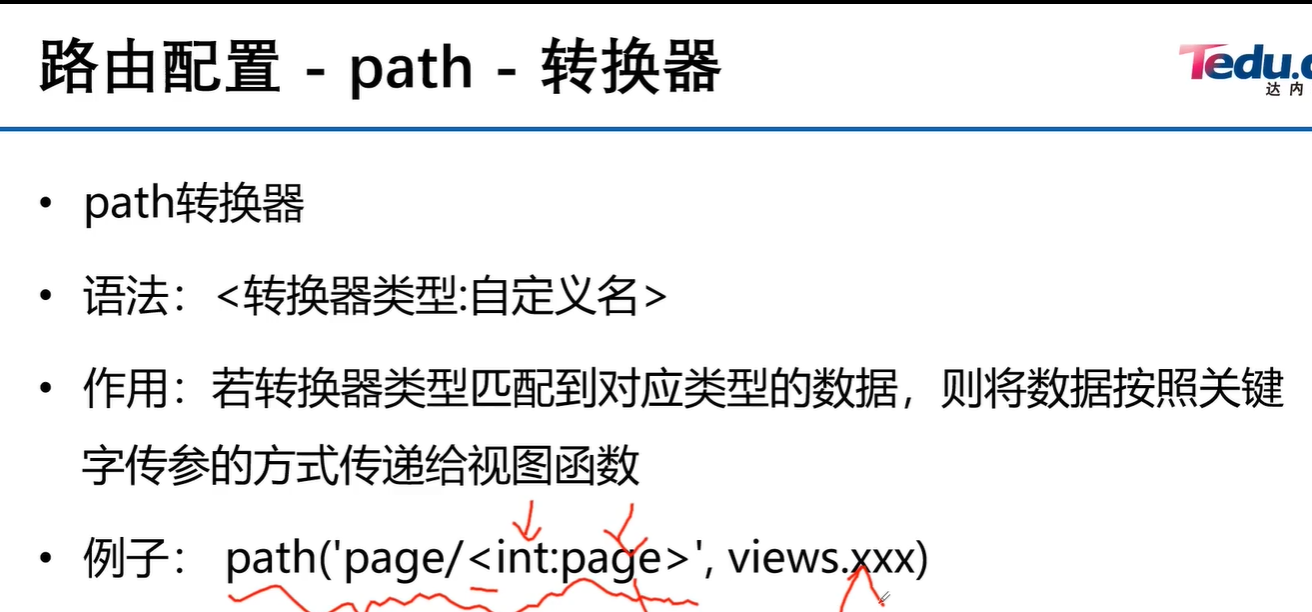 路由配置 - path - 转换器
Tedu.c
达内
• path转换器
• 语法：<转换器类型:自定义名>
• 作用：若转换器类型匹配到对应类型的数据，则将数据按照关键
字传参的方式传递给视图函数
• 例子： path('page/<int:page>', views.xxx)